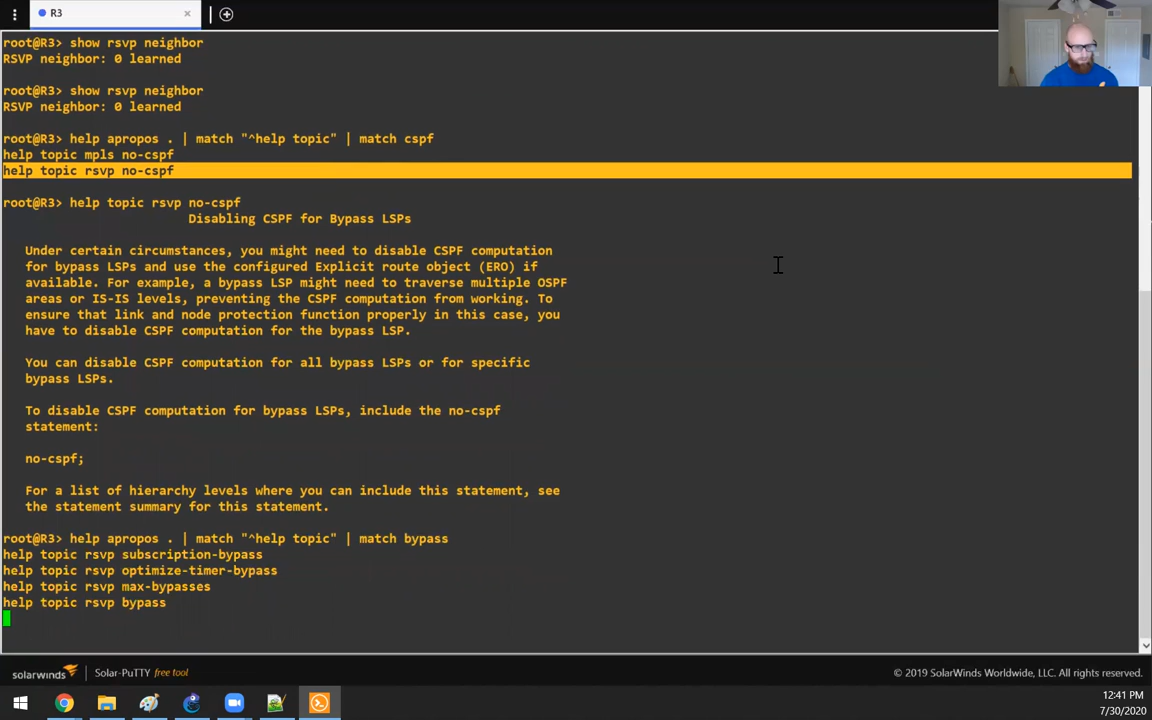 R3
root@R3> show rsvp neighbor
RSVP neighbor: 0 learned
root@R3> show rsvp neighbor
RSVP neighbor: 0 learned
root@R3> help apropos . | match "^help topic" | match cspf
help topic mpls no-cspf
help topic rsvp no-cspf
root@R3> help topic rsvp no-cspf
Disabling CSPF for Bypass LSPs
Under certain circumstances, you might need to disable CSPF computation
for bypass LSPs and use the configured Explicit route object (ERO) if
available. For example, a bypass LSP might need to traverse multiple OSPF
areas or IS-IS levels, preventing the CSPF computation from working. To
ensure that link and node protection function properly in this case, you
have to disable CSPF computation for the bypass LSP.
You can disable CSPF computation for all bypass LSPs or for specific
bypass LSPs.
To disable CSPF computation for bypass LSPs, include the no-cspf
statement:
no-cspf;
For a list of hierarchy levels where you can include this statement, see
the statement summary for this statement.
root@R3> help apropos . | match "^help topic" | match bypass
help topic rsvp subscription-bypass
help topic rsvp optimize-timer-bypass
help topic rsvp max-bypasses
help topic rsvp bypass
solarwinds Solar-PuTTY free tool © 2019 SolarWinds Worldwide, LLC. All rights reserved.
12:41 PM
7/30/2020